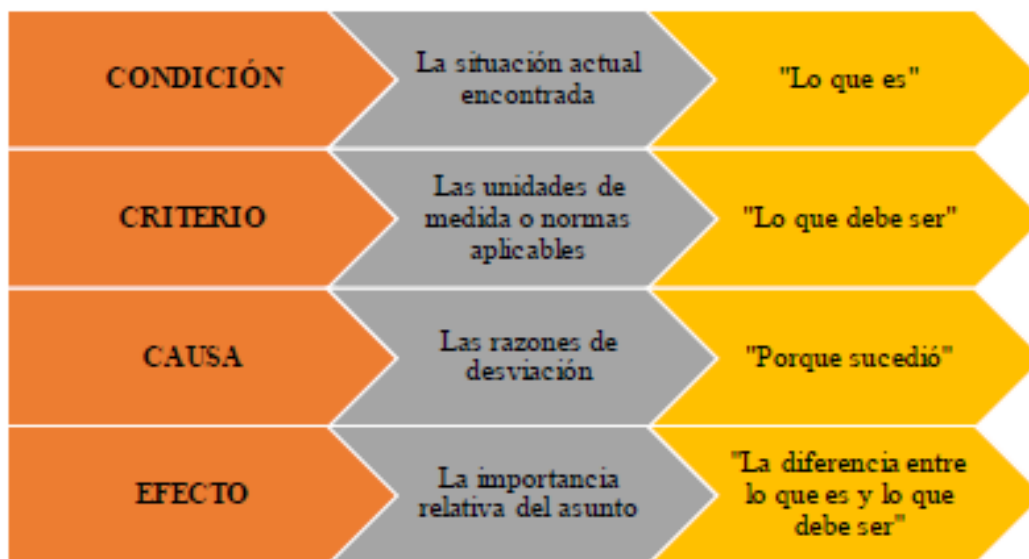 CONDICIÓN
La situación actual
encontrada
"Lo que es"
CRITERIO
Las unidades de
medida o normas
aplicables
"Lo que debe ser"
CAUSA
Las razones de
desviación
"Porque sucedió"
EFECTO
La importancia
relativa del asunto
"La diferencia entre
lo que es y lo que
debe ser"